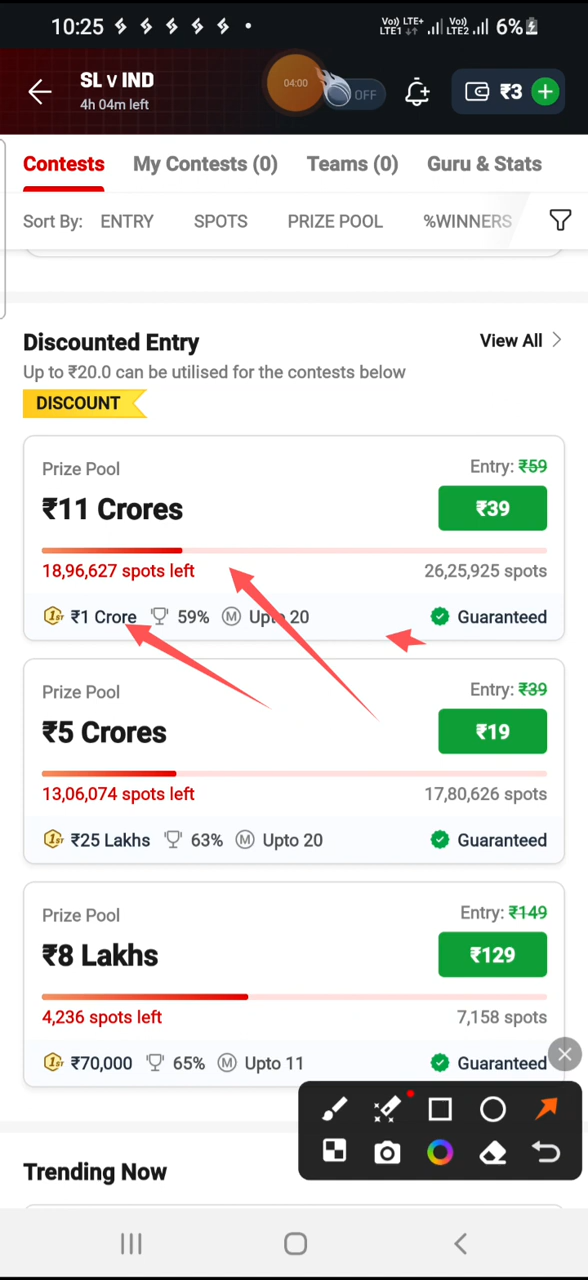 10:25
Vo)) LTE+ LTE1 Vo)) LTE2 6%
SL v IND
4h 04m left
04:00
OFF
₹3
Contests My Contests (0) Teams (0) Guru & Stats
Sort By: ENTRY SPOTS PRIZE POOL %WINNERS
Discounted Entry
View All
Up to ₹20.0 can be utilised for the contests below
DISCOUNT
Prize Pool
Entry: ₹59
₹11 Crores
₹39
18,96,627 spots left
26,25,925 spots
1st ₹1 Crore 59% M Upto 20
Guaranteed
Prize Pool
Entry: ₹39
₹5 Crores
₹19
13,06,074 spots left
17,80,626 spots
1st ₹25 Lakhs 63% M Upto 20
Guaranteed
Prize Pool
Entry: ₹149
₹8 Lakhs
₹129
4,236 spots left
7,158 spots
1st ₹70,000 65% M Upto 11
Guaranteed
Trending Now